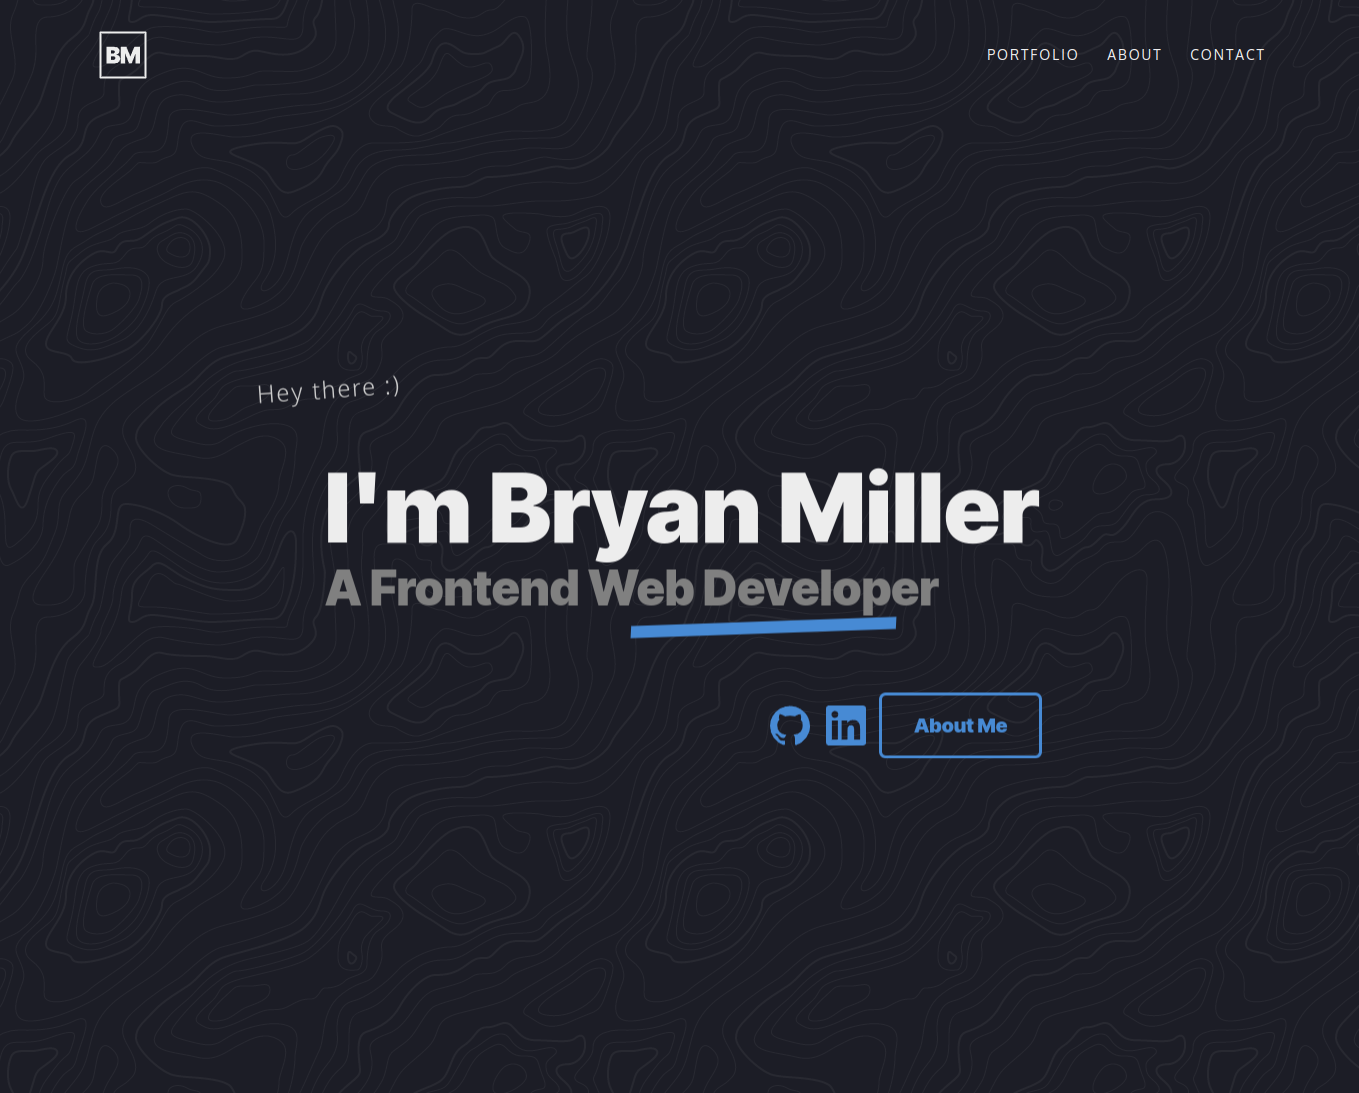 BM
PORTFOLIO ABOUT CONTACT
Hey there :)
I'm Bryan Miller
A Frontend Web Developer
in
About Me